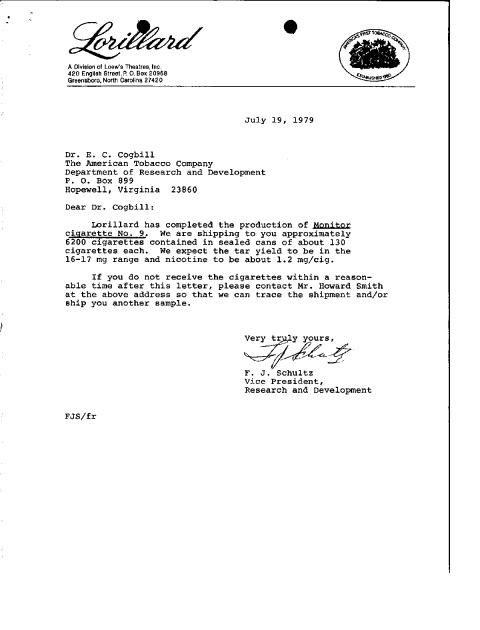 Lorillard
AMERICA'S FIRST TOBACCO COMPANY
ESTABLISHED 1760
A Division of Loew's Theatres, Inc.
420 English Street, P. O. Box 20968
Greensboro, North Carolina 27420
July 19, 1979
Dr. E. C. Cogbill
The American Tobacco Company
Department of Research and Development
P. O. Box 899
Hopewell, Virginia 23860
Dear Dr. Cogbill:
Lorillard has completed the production of Monitor
cigarette No. 9. We are shipping to you approximately
6200 cigarettes contained in sealed cans of about 130
cigarettes each. We expect the tar yield to be in the
16-17 mg range and nicotine to be about 1.2 mg/cig.
If you do not receive the cigarettes within a reason-
able time after this letter, please contact Mr. Howard Smith
at the above address so that we can trace the shipment and/or
ship you another sample.
Very truly yours,
F J Schultz
F. J. Schultz
Vice President,
Research and Development
FJS/fr